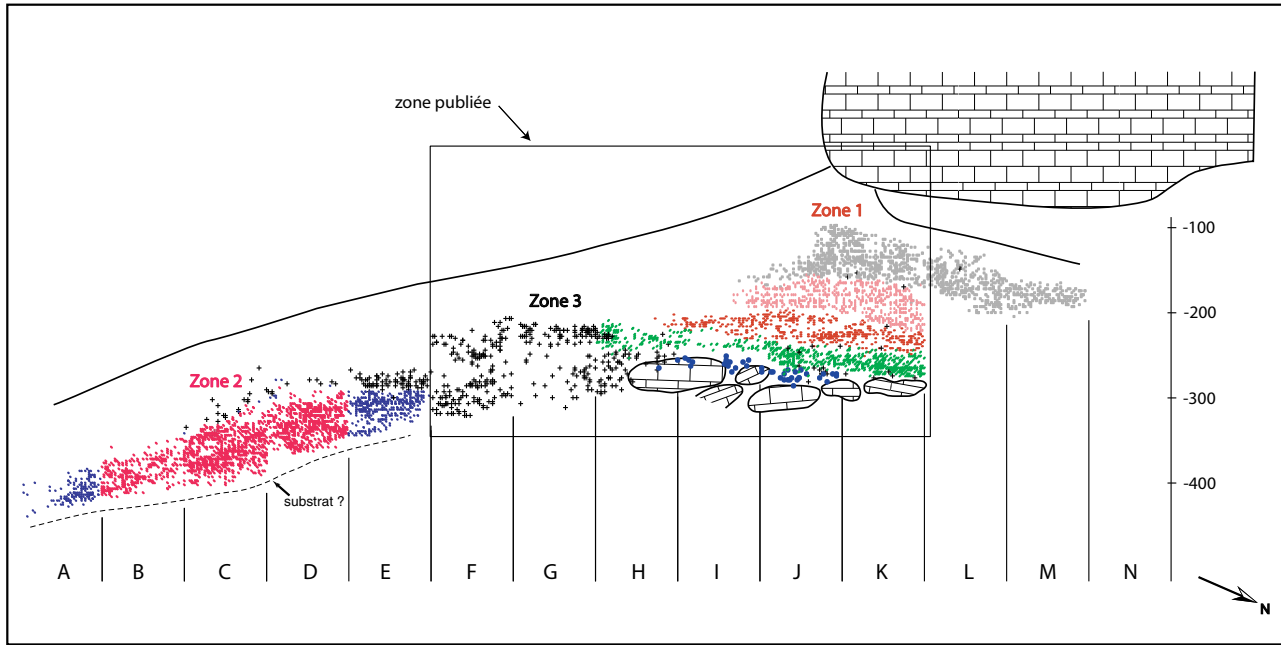 zone publiée
Zone 1
-100
-200
Zone 3
-300
Zone 2
-400
substrat ?
A B C D E F G H I J K L M N
N